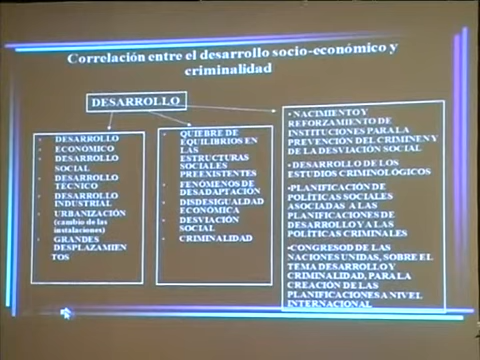 Correlación entre el desarrollo socio-económico y
criminalidad
DESARROLLO
• DESARROLLO
ECONÓMICO
• DESARROLLO
SOCIAL
• DESARROLLO
TÉCNICO
• DESARROLLO
INDUSTRIAL
• URBANIZACIÓN
(cambio de las
instalaciones)
• GRANDES
DESPLAZAMIEN
TOS
• QUIEBRE DE
EQUILIBRIOS EN
LAS
ESTRUCTURAS
SOCIALES
PREEXISTENTES
• FENÓMENOS DE
DESADAPTACIÓN
• DISDESIGUALDAD
ECONÓMICA
• DESVIACIÓN
SOCIAL
• CRIMINALIDAD
•NACIMIENTO Y
REFORZAMIENTO DE
INSTITUCIONES PARA LA
PREVENCIÓN DEL CRIMEN Y
DE LA DESVIACIÓN SOCIAL
•DESARROLLO DE LOS
ESTUDIOS CRIMINOLÓGICOS
•PLANIFICACIÓN DE
POLÍTICAS SOCIALES
ASOCIADAS A LAS
PLANIFICACIONES DE
DESARROLLO Y A LAS
POLÍTICAS CRIMINALES
•CONGRESOD DE LAS
NACIONES UNIDAS, SOBRE EL
TEMA DESARROLLO Y
CRIMINALIDAD, PARA LA
CREACIÓN DE LAS
PLANIFICACIONES A NIVEL
INTERNACIONAL